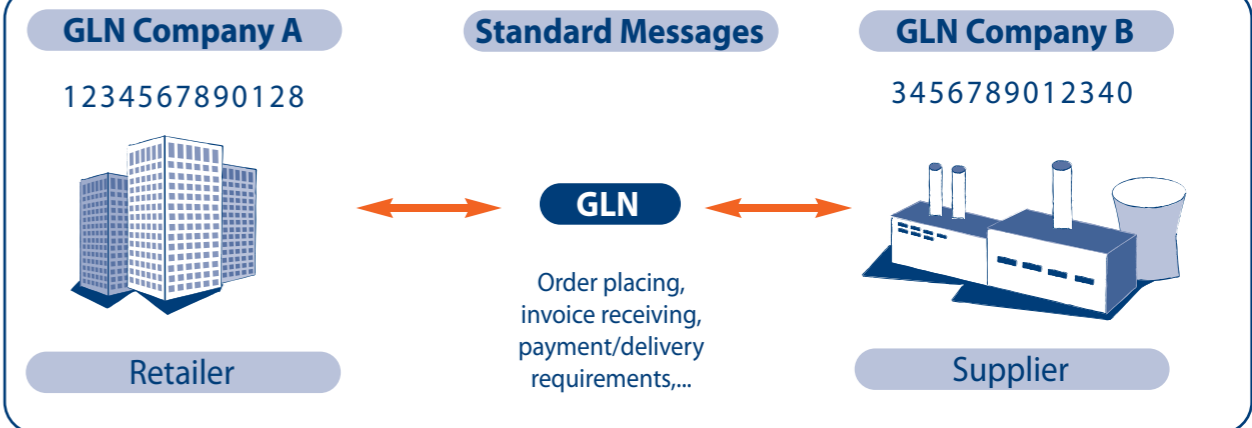 GLN Company A
Standard Messages
GLN Company B
1234567890128
3456789012340
GLN
Order placing,
invoice receiving,
payment/delivery
requirements,...
Retailer
Supplier